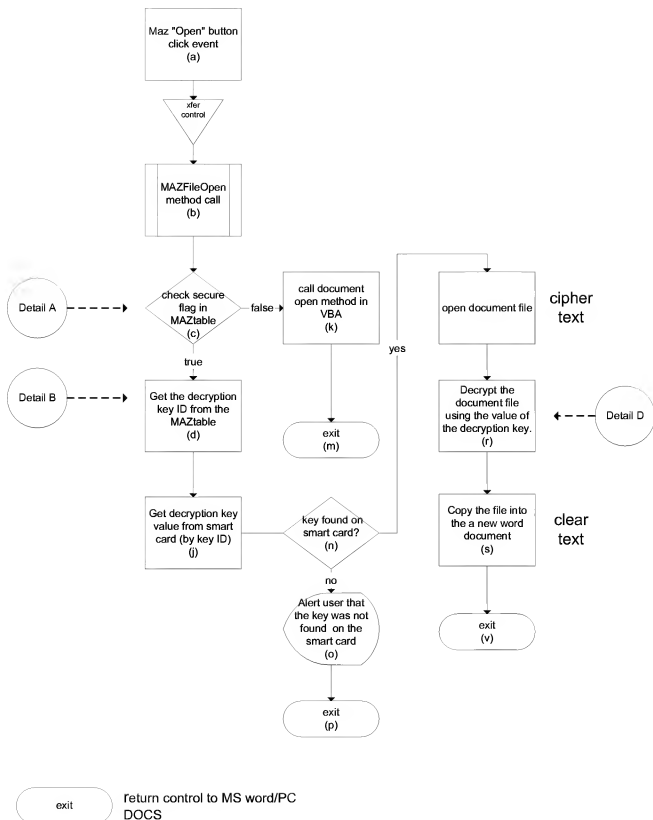 Maz "Open" button
click event
(a)
xfer
control
MAZFileOpen
method call
(b)
Detail A
check secure
flag in
MAZtable
(c)
false
call document
open method in
VBA
(k)
open document file
cipher
text
true
yes
Detail B
Get the decryption
key ID from the
MAZtable
(d)
exit
(m)
Decrypt the
document file
using the value of
the decryption key.
(r)
Detail D
Get decryption key
value from smart
card (by key ID)
(j)
key found on
smart card?
(n)
Copy the file into
the a new word
document
(s)
clear
text
no
Alert user that
the key was not
found on the
smart card
(o)
exit
(v)
exit
(p)
exit
return control to MS word/PC
DOCS